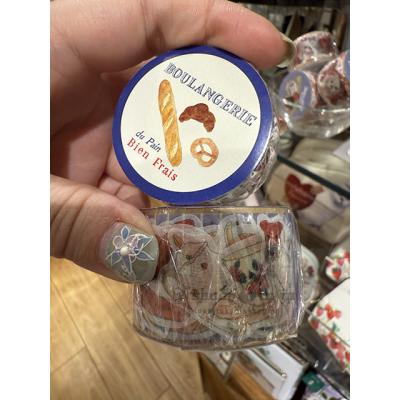 BOULANGERIE
du Pain
Bien Frais